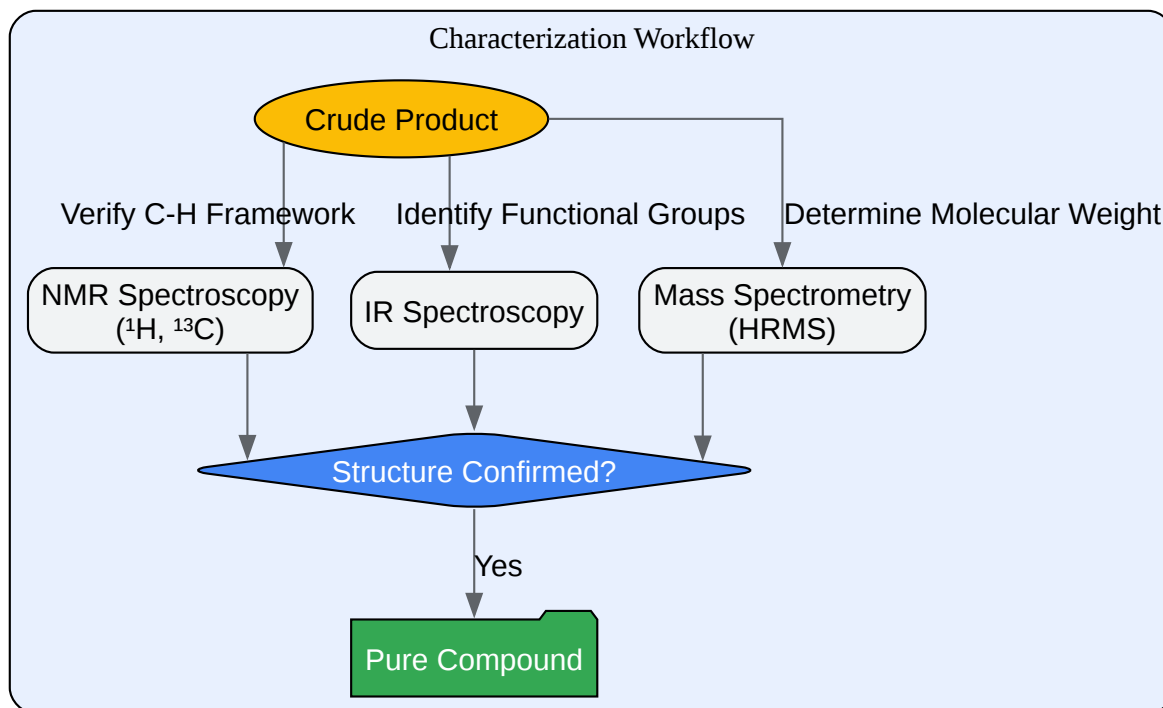 Characterization Workflow
Crude Product
Verify C-H Framework
Identify Functional Groups
Determine Molecular Weight
NMR Spectroscopy
(¹H, ¹³C)
IR Spectroscopy
Mass Spectrometry
(HRMS)
Structure Confirmed?
Yes
Pure Compound